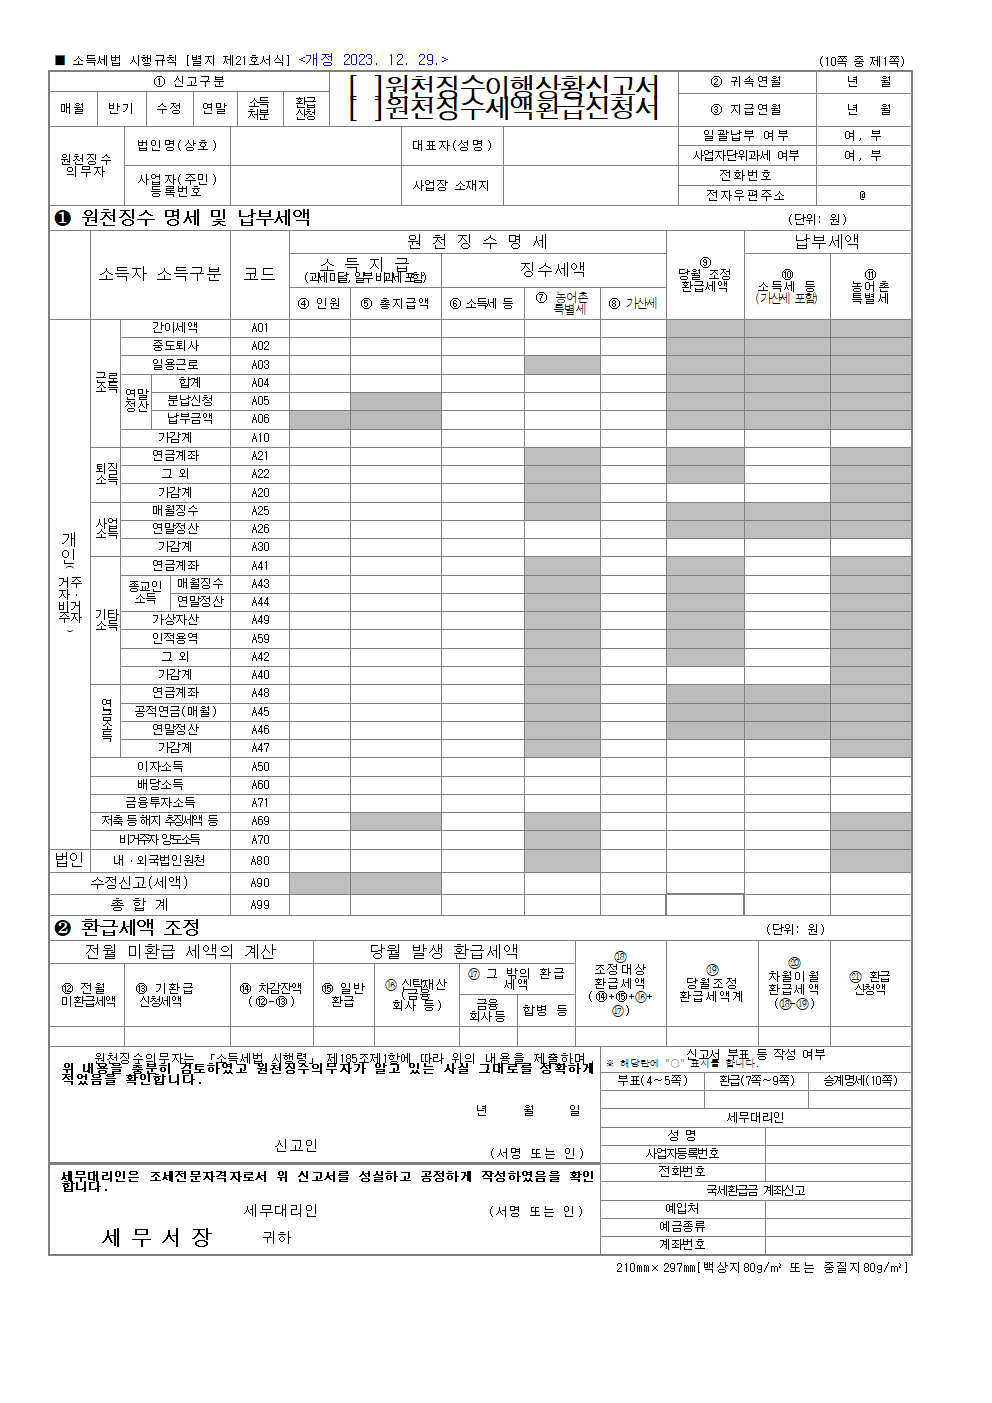 ■ 소득세법 시행규칙 [별지 제21호서식] <개정 2023. 12. 29.>
(10쪽 중 제1쪽)
① 신고구분
매월 반기 수정 연말 소득처분 환급신청
[ ]원천징수이행상황신고서
[ ]원천징수세액환급신청서
② 귀속연월 년 월
③ 지급연월 년 월
원천징수 의무자
법인명(상호) 대표자(성명)
일괄납부 여부 여, 부
사업자단위과세 여부 여, 부
사업자(주민)등록번호 사업장 소재지
전화번호
전자우편주소 @
❶ 원천징수 명세 및 납부세액
(단위: 원)
소득자 소득구분 코드
원 천 징 수 명 세
납부세액
소 득 지 급
(과세미달, 일부 비과세 포함)
징수세액
⑨ 당월 조정 환급세액
⑩ 소득세 등 (가산세 포함)
⑪ 농어촌 특별세
④ 인원 ⑤ 총지급액 ⑥ 소득세 등 ⑦ 농어촌 특별세 ⑧ 가산세
개인(거주자·비거주자)
근로소득
간이세액 A01
중도퇴사 A02
일용근로 A03
연말정산
합계 A04
분납신청 A05
납부금액 A06
가감계 A10
퇴직소득
연금계좌 A21
그 외 A22
가감계 A20
사업소득
매월징수 A25
연말정산 A26
가감계 A30
기타소득
연금계좌 A41
종교인소득
매월징수 A43
연말정산 A44
가상자산 A49
인적용역 A59
그 외 A42
가감계 A40
연금소득
연금계좌 A48
공적연금(매월) A45
연말정산 A46
가감계 A47
이자소득 A50
배당소득 A60
금융투자소득 A71
저축 등 해지 추징세액 등 A69
비거주자 양도소득 A70
법인 내·외국법인원천 A80
수정신고(세액) A90
총 합 계 A99
❷ 환급세액 조정
(단위: 원)
전월 미환급 세액의 계산
당월 발생 환급세액
⑱ 조정대상 환급세액 (⑭+⑮+⑯+⑰)
⑲ 당월조정 환급세액계
⑳ 차월이월 환급세액 (⑱-⑲)
㉑ 환급 신청액
⑫ 전월 미환급세액
⑬ 기환급 신청세액
⑭ 차감잔액 (⑫-⑬)
⑮ 일반 환급
⑯ 신탁재산 (금융회사 등)
⑰ 그 밖의 환급 세액
금융회사 등 합병 등
원천징수의무자는 「소득세법 시행령」 제185조제1항에 따라 위의 내용을 제출하며,
위 내용을 충분히 검토하였고 원천징수의무자가 알고 있는 사실 그대로를 정확하게
적었음을 확인합니다.
년 월 일
신고인 (서명 또는 인)
세무대리인은 조세전문자격자로서 위 신고서를 성실하고 공정하게 작성하였음을 확인
합니다.
세무대리인 (서명 또는 인)
세 무 서 장 귀하
신고서 부표 등 작성 여부
※ 해당란에 "○" 표시를 합니다.
부표(4~5쪽) 환급(7쪽~9쪽) 승계명세(10쪽)
세무대리인
성 명
사업자등록번호
전화번호
국세환급금 계좌신고
예입처
예금종류
계좌번호
210mm×297mm[백상지80g/㎡ 또는 중질지80g/㎡]